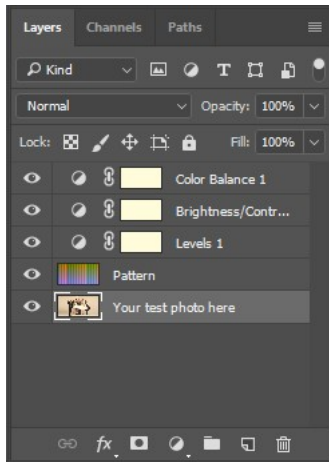 Layers Channels Paths
Kind
Normal Opacity: 100%
Lock: Fill: 100%
Color Balance 1
Brightness/Contr...
Levels 1
Pattern
Your test photo here
fx